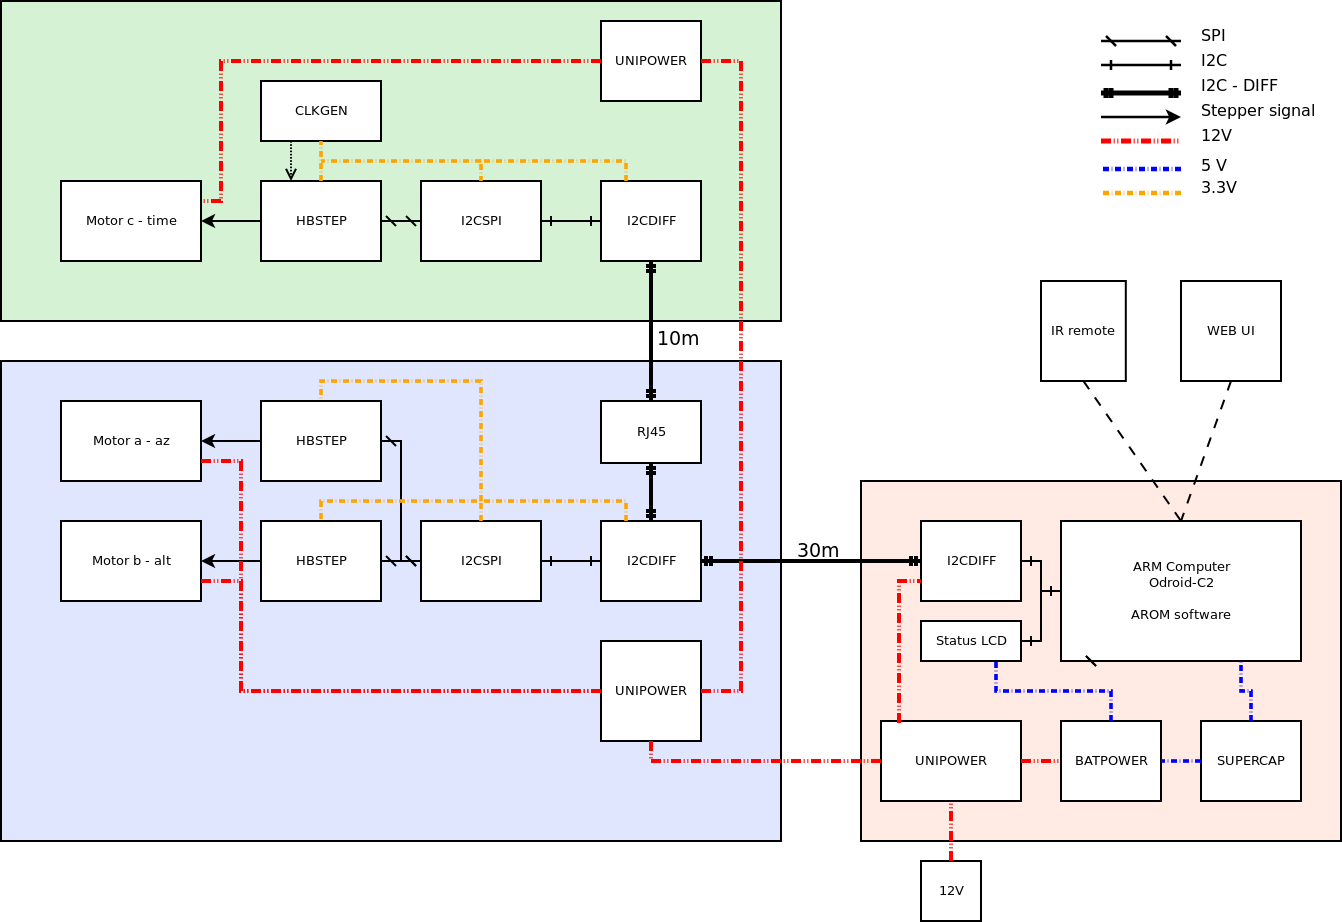 UNIPOWER
CLKGEN
Motor c - time
HBSTEP
I2CSPI
I2CDIFF
10m
SPI
I2C
I2C - DIFF
Stepper signal
12V
5 V
3.3V
IR remote
WEB UI
Motor a - az
HBSTEP
RJ45
Motor b - alt
HBSTEP
I2CSPI
I2CDIFF
30m
UNIPOWER
I2CDIFF
Status LCD
ARM Computer
Odroid-C2
AROM software
UNIPOWER
BATPOWER
SUPERCAP
12V